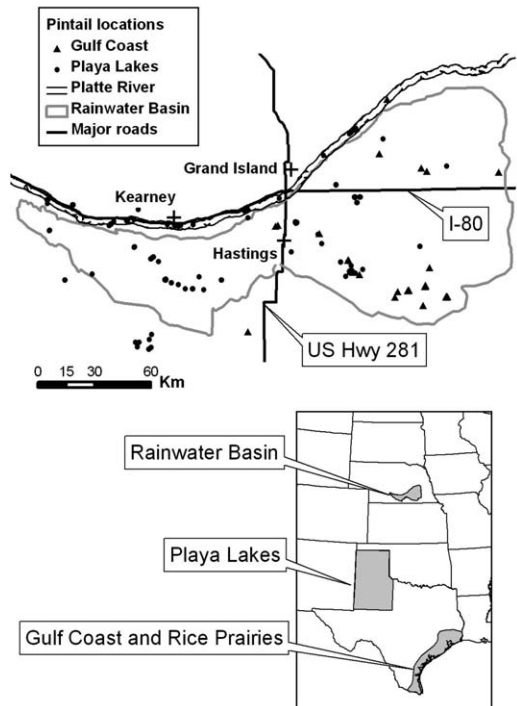 Pintail locations
Gulf Coast
Playa Lakes
Platte River
Rainwater Basin
Major roads
Grand Island
Kearney
I-80
Hastings
US Hwy 281
0 15 30 60
Km
Rainwater Basin
Playa Lakes
Gulf Coast and Rice Prairies